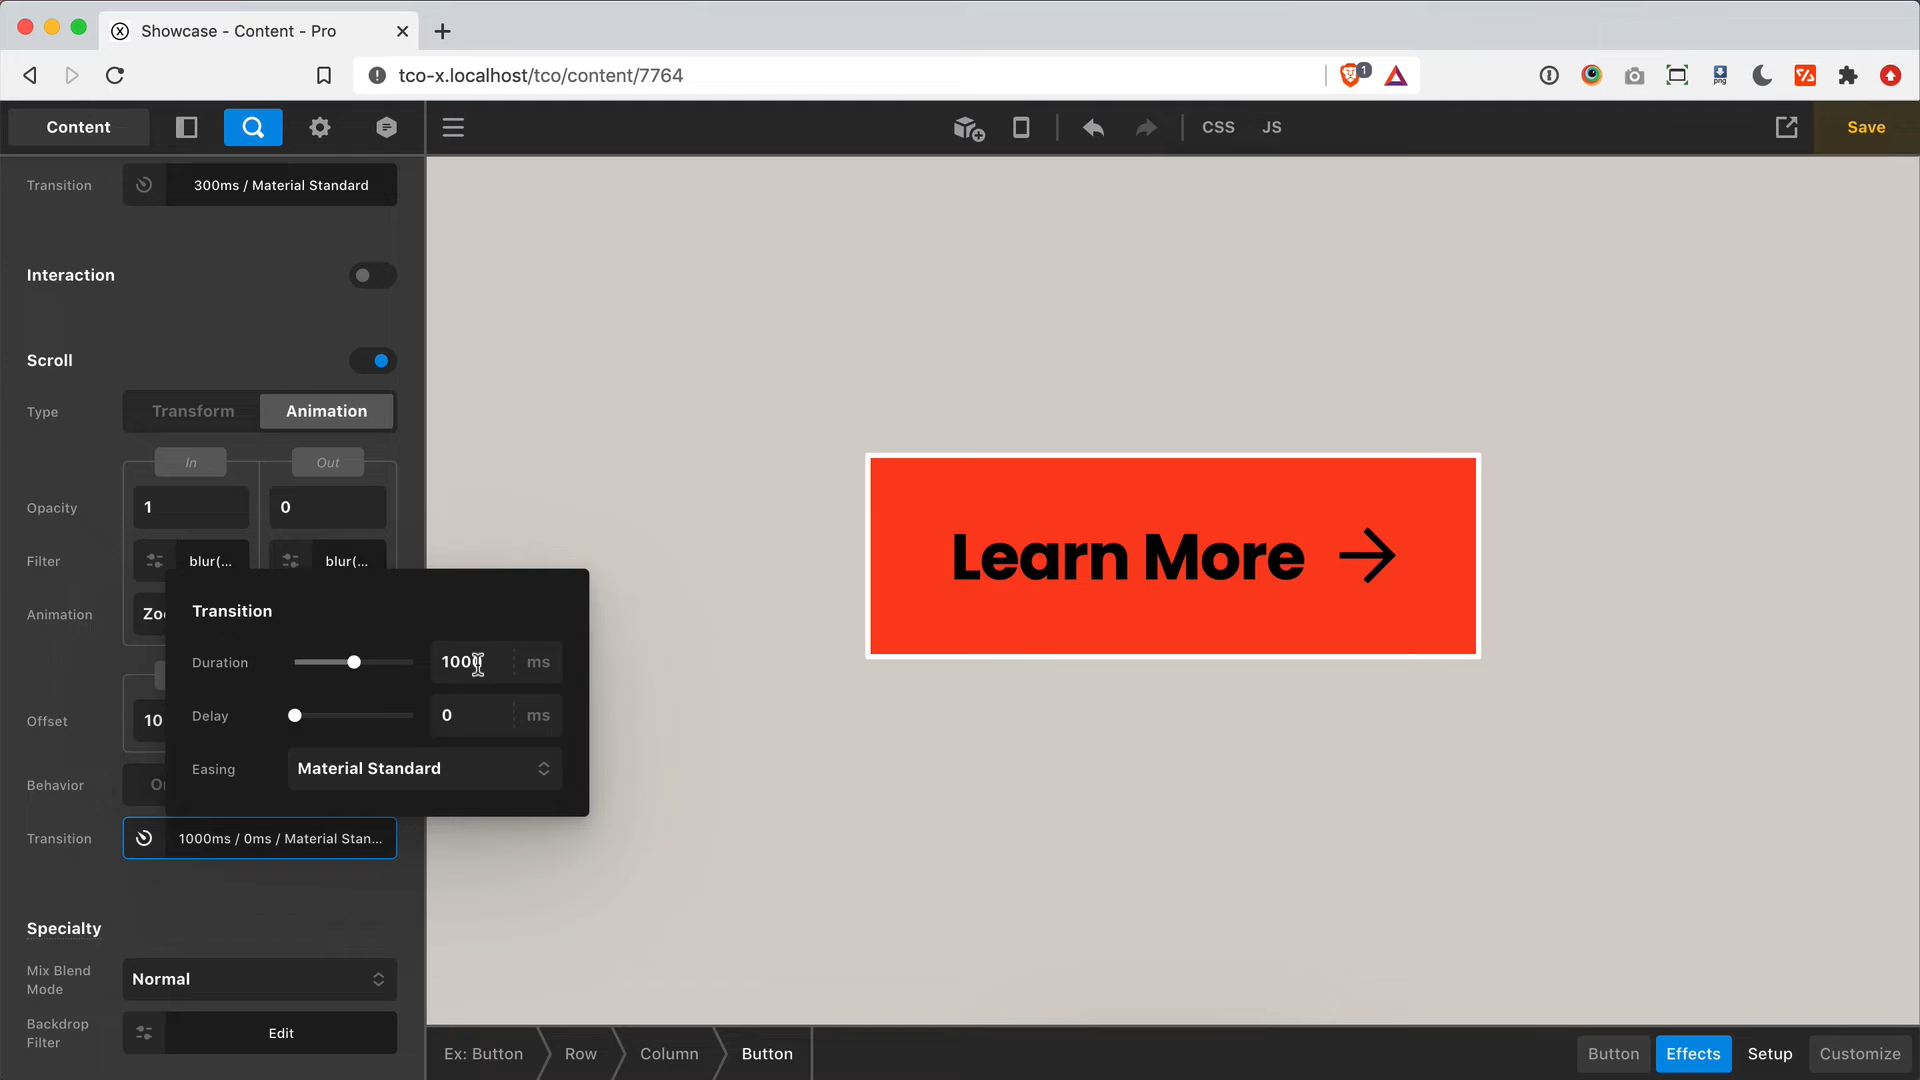 Showcase - Content - Pro
tco-x.localhost/tco/content/7764
1
png
Content
CSS
JS
Save
Transition
300ms / Material Standard
Interaction
Scroll
Type
Transform
Animation
In
Out
Opacity
1
0
Filter
blur(...
blur(...
Animation
Zo
Transition
Duration
1000
ms
Delay
0
ms
Easing
Material Standard
Offset
10
Behavior
Transition
1000ms / 0ms / Material Stan...
Specialty
Mix Blend
Mode
Normal
Backdrop
Filter
Edit
Learn More
Ex: Button
Row
Column
Button
Button
Effects
Setup
Customize